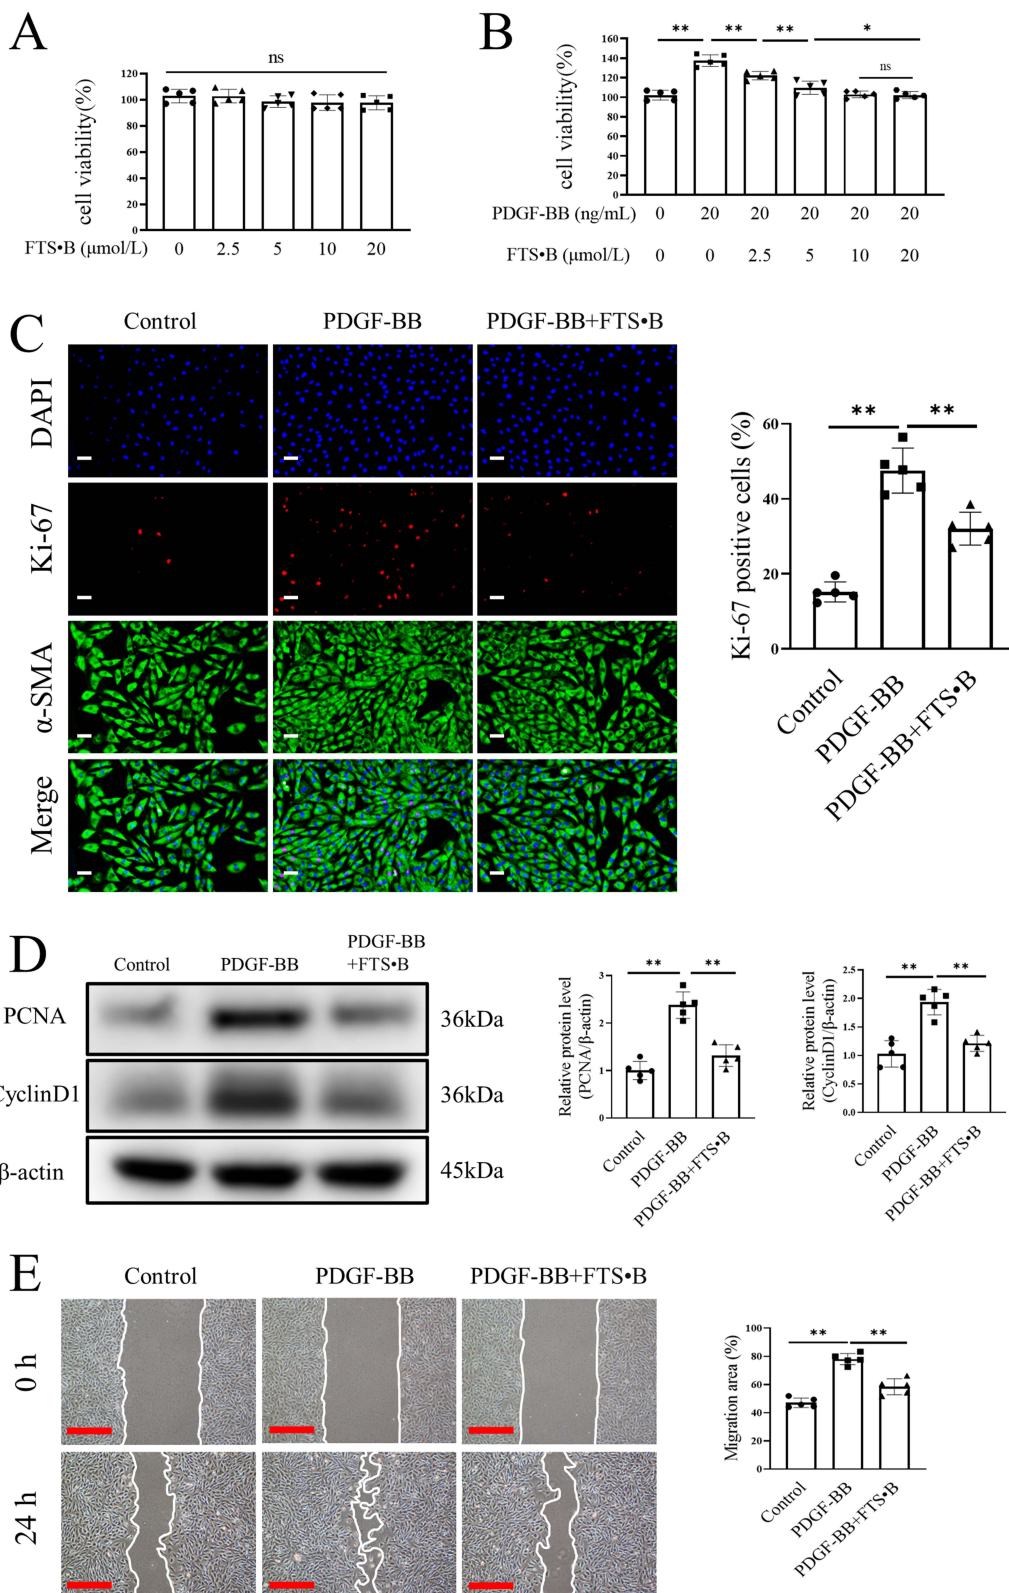 A
ns
cell viability(%)
120
100
80
60
40
20
0
FTS•B (μmol/L) 0 2.5 5 10 20
B
** ** ** *
ns
cell viability(%)
160
140
120
100
80
60
40
20
0
PDGF-BB (ng/mL) 0 20 20 20 20 20
FTS•B (μmol/L) 0 0 2.5 5 10 20
C
Control PDGF-BB PDGF-BB+FTS•B
DAPI
Ki-67
α-SMA
Merge
** **
Ki-67 positive cells (%)
60
40
20
0
Control
PDGF-BB
PDGF-BB+FTS•B
D
Control PDGF-BB PDGF-BB
+FTS•B
PCNA 36kDa
CyclinD1 36kDa
β-actin 45kDa
** **
Relative protein level
(PCNA/β-actin)
3
2
1
0
Control
PDGF-BB
PDGF-BB+FTS•B
** **
Relative protein level
(CyclinD1/β-actin)
2.5
2.0
1.5
1.0
0.5
0.0
Control
PDGF-BB
PDGF-BB+FTS•B
E
Control PDGF-BB PDGF-BB+FTS•B
0 h
24 h
** **
Migration area (%)
100
80
60
40
20
0
Control
PDGF-BB
PDGF-BB+FTS•B